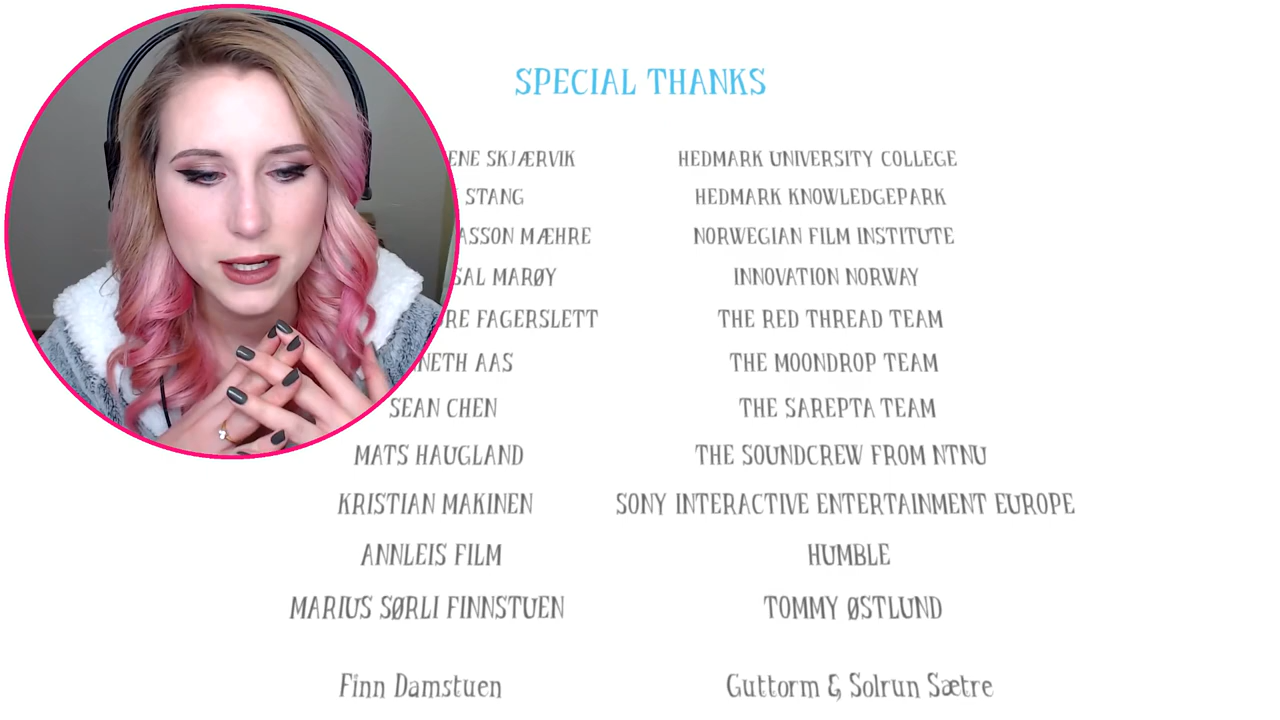 SPECIAL THANKS
SKJÆRVIK HEDMARK UNIVERSITY COLLEGE
STANG HEDMARK KNOWLEDGEPARK
MÆHRE NORWEGIAN FILM INSTITUTE
MARØY INNOVATION NORWAY
FAGERSLETT THE RED THREAD TEAM
AAS THE MOONDROP TEAM
SEAN CHEN THE SAREPTA TEAM
MATS HAUGLAND THE SOUNDCREW FROM NTNU
KRISTIAN MAKINEN SONY INTERACTIVE ENTERTAINMENT EUROPE
ANNLEIS FILM HUMBLE
MARIUS SØRLI FINNSTUEN TOMMY ØSTLUND
Finn Damstuen Guttorm & Solrun Sætre